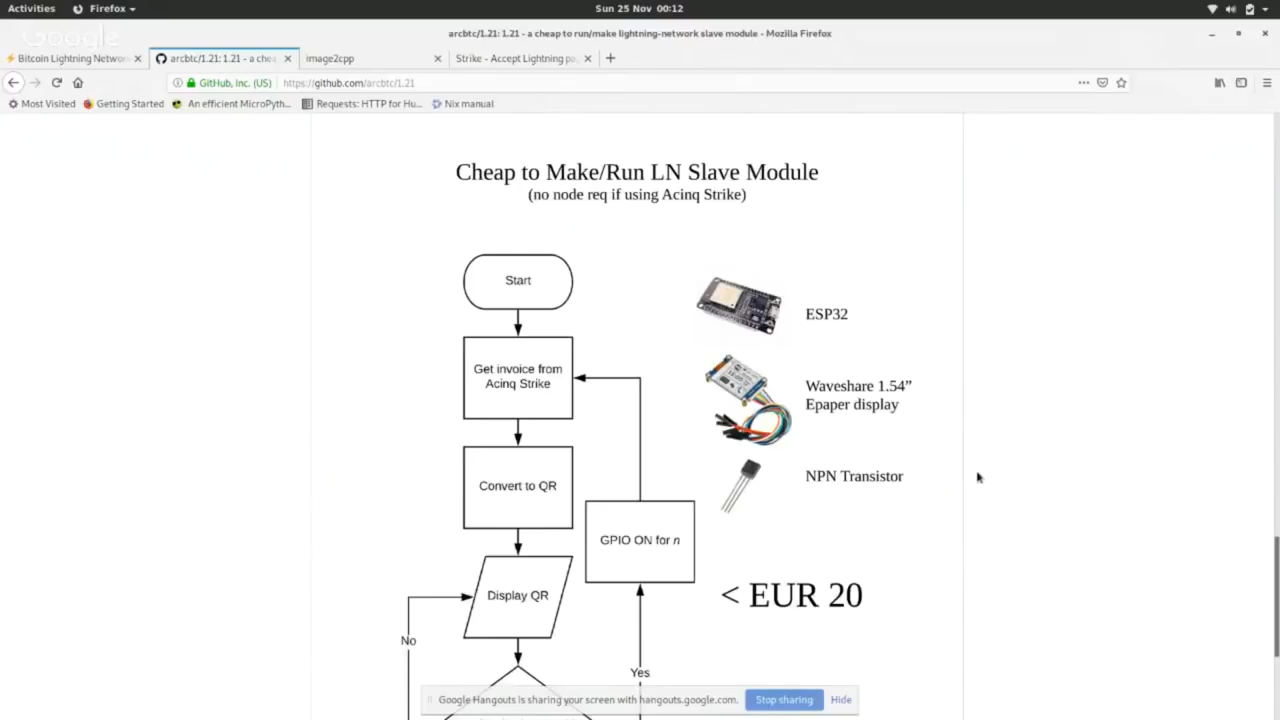 Activities
Firefox
Sun 25 Nov 00:12
Google
arcbtc/1.21: 1.21 - a cheap to run/make lightning-network slave module - Mozilla Firefox
Bitcoin Lightning Networ
arcbtc/1.21: 1.21 - a chea
image2cpp
Strike - Accept Lightning pa
GitHub, Inc. (US)
https://github.com/arcbtc/1.21
Most Visited
Getting Started
An efficient MicroPyth...
Requests: HTTP for Hu...
Nix manual
Cheap to Make/Run LN Slave Module
(no node req if using Acinq Strike)
Start
ESP32
Get invoice from
Acinq Strike
Waveshare 1.54”
Epaper display
NPN Transistor
Convert to QR
GPIO ON for n
Display QR
< EUR 20
No
Yes
Google Hangouts is sharing your screen with hangouts.google.com.
Stop sharing
Hide